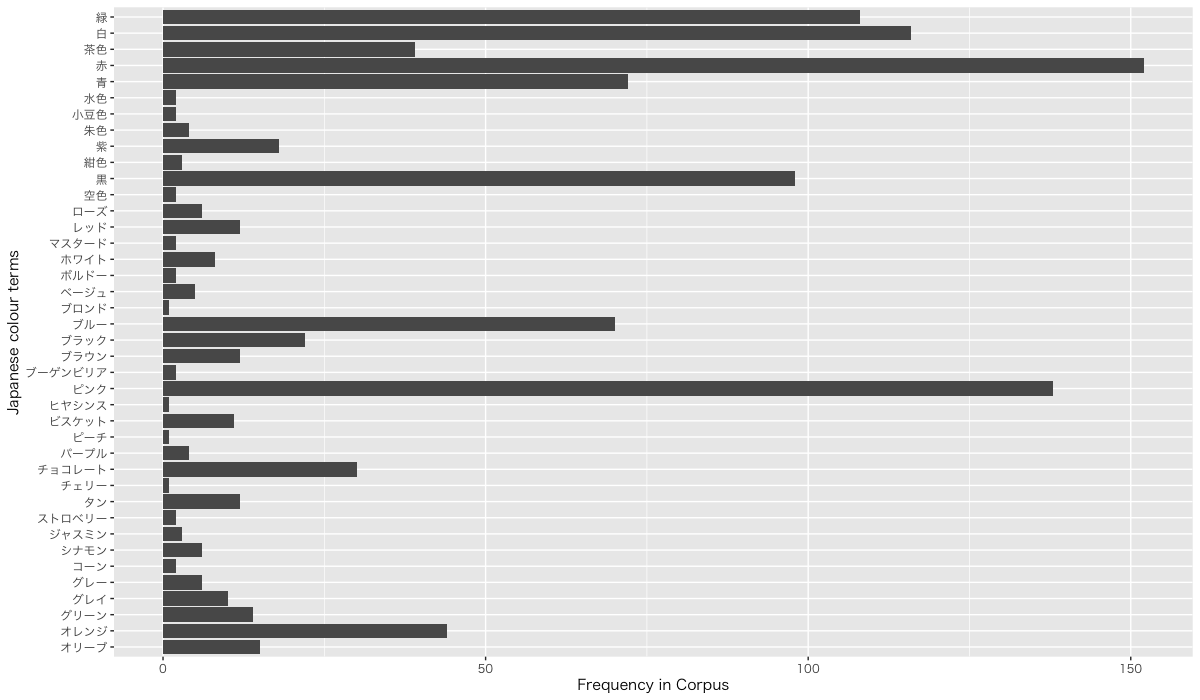 緑
白
茶色
赤
青
水色
小豆色
朱色
紫
紺色
黒
空色
ローズ
レッド
マスタード
ホワイト
ボルドー
ベージュ
ブロンド
ブルー
ブラック
ブラウン
ブーゲンビリア
ピンク
ヒヤシンス
ビスケット
ピーチ
パープル
チョコレート
チェリー
タン
ストロベリー
ジャスミン
シナモン
コーン
グレー
グレイ
グリーン
オレンジ
オリーブ
Japanese colour terms
0 50 100 150
Frequency in Corpus